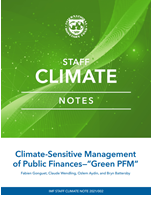 STAFF
CLIMATE
NOTES
Climate-Sensitive Management
of Public Finances—"Green PFM"
Fabien Gonguet, Claude Wendling, Ozlem Aydin, and Bryn Battersby
IMF STAFF CLIMATE NOTE 2021/002